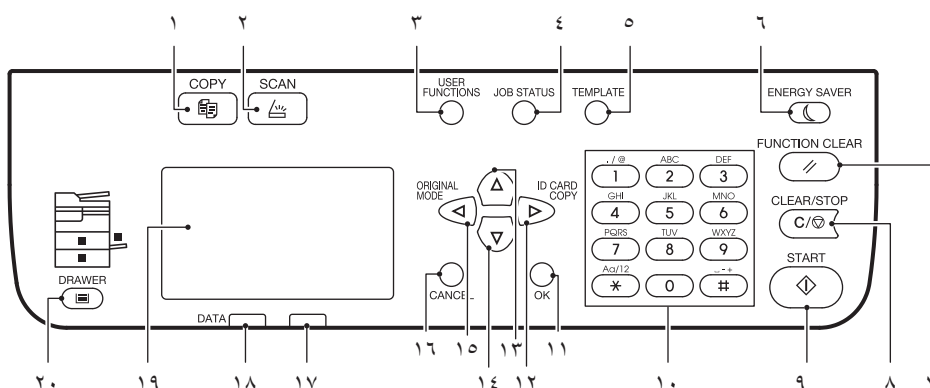 ١ ٢ ٣ ٤ ٥ ٦
COPY SCAN USER FUNCTIONS JOB STATUS TEMPLATE ENERGY SAVER
FUNCTION CLEAR
./@ ABC DEF
1 2 3
ORIGINAL MODE ID CARD COPY
GHI JKL MNO
4 5 6
CLEAR/STOP
C/
PQRS TUV WXYZ
7 8 9
START
Aa/12 _-+
* 0 #
DRAWER
CANCEL OK
DATA
١٦ ١٥ ١٣ ١١
٢٠ ١٩ ١٨ ١٧ ١٤ ١٢ ١٠ ٩ ٨